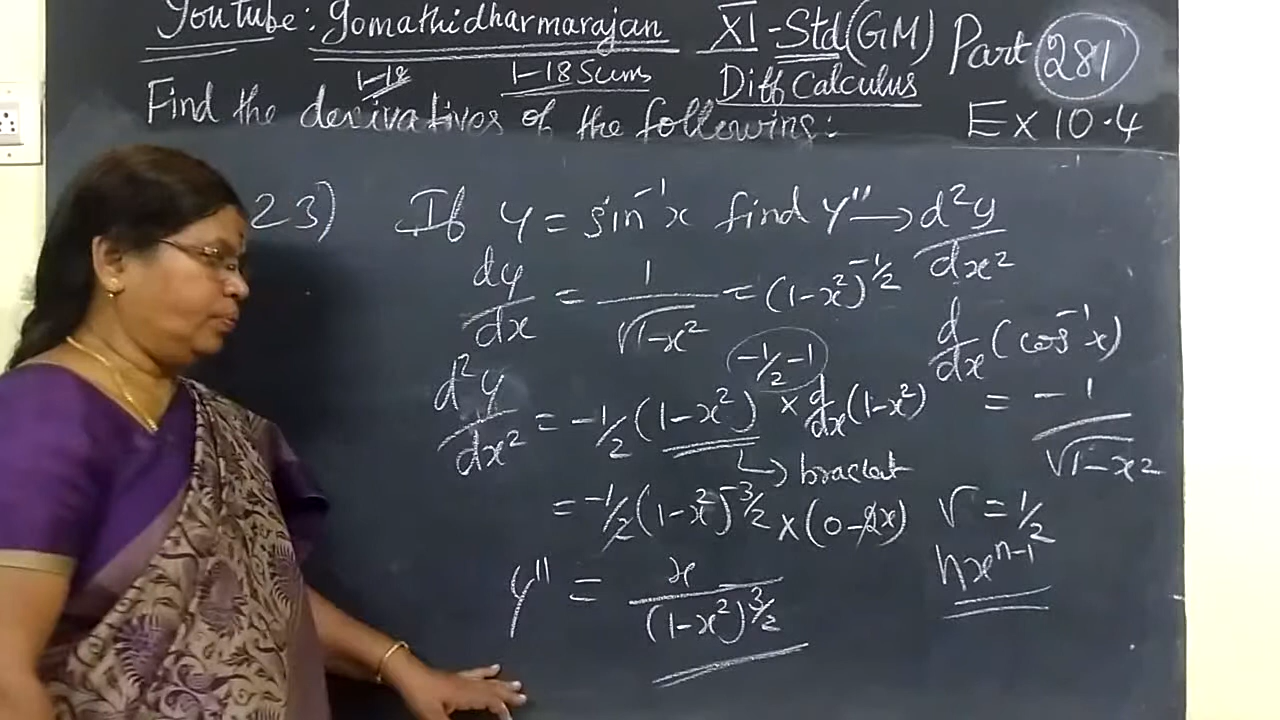 Youtube: gomathidharmarajan XI-Std(GM) Part 281
1-18 1-18 Sums Diff Calculus
Find the derivatives of the following: Ex 10.4
23) If y = sin⁻¹x find y'' → d²y/dx²
dy/dx = 1/√1-x² = (1-x²)^-1/2
d/dx (cos⁻¹x)
= -1/√1-x²
d²y/dx² = -1/2 (1-x²)^-1/2-1 × d/dx (1-x²)
↳ bracket
= -1/2 (1-x²)^-3/2 × (0-2x)
√ = 1/2
nx^n-1
y'' = x/(1-x²)^3/2